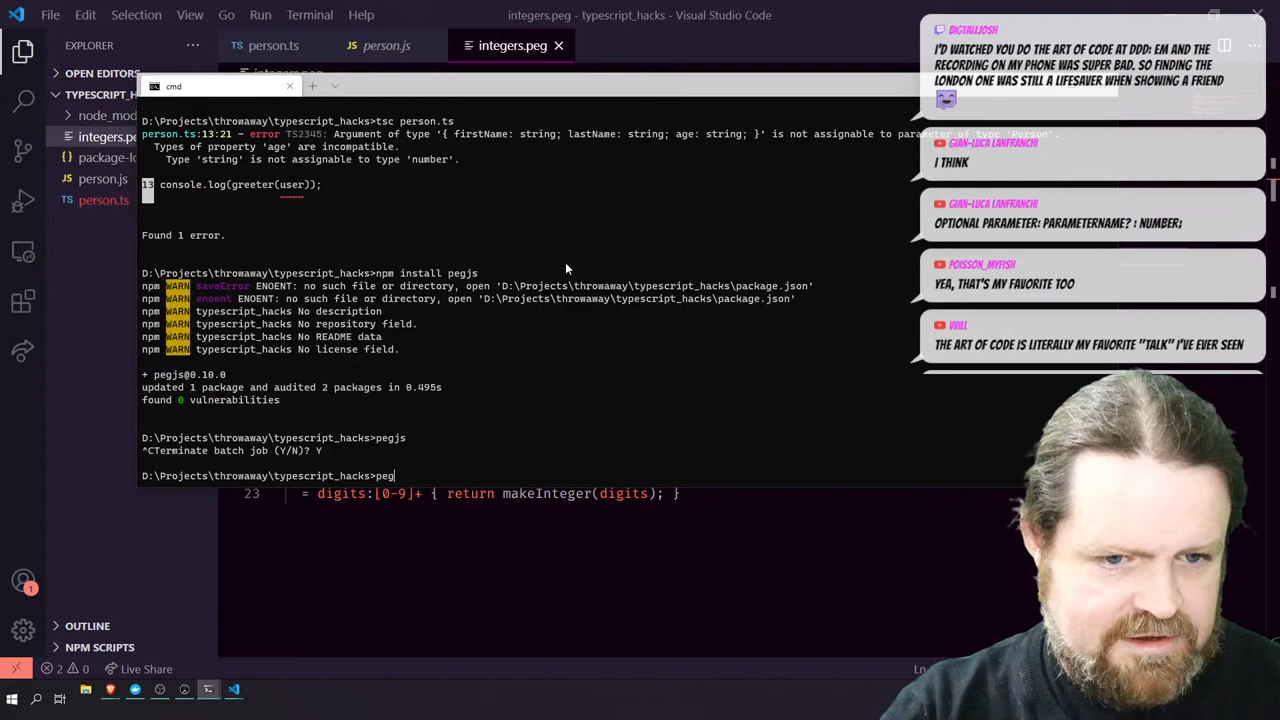 File Edit Selection View Go Run Terminal Help
integers.peg - typescript_hacks - Visual Studio Code
EXPLORER
person.ts
person.js
integers.peg
OPEN EDITORS
TYPESCRIPT_H
node_mod
integers.pe
package-lo
person.js
person.ts
OUTLINE
NPM SCRIPTS
cmd
D:\Projects\throwaway\typescript_hacks>tsc person.ts
person.ts:13:21 - error TS2345: Argument of type '{ firstName: string; lastName: string; age: string; }' is not assignable to parameter of type 'Person'.
Types of property 'age' are incompatible.
Type 'string' is not assignable to type 'number'.
13 console.log(greeter(user));
~~~~
Found 1 error.
D:\Projects\throwaway\typescript_hacks>npm install pegjs
npm WARN saveError ENOENT: no such file or directory, open 'D:\Projects\throwaway\typescript_hacks\package.json'
npm WARN enoent ENOENT: no such file or directory, open 'D:\Projects\throwaway\typescript_hacks\package.json'
npm WARN typescript_hacks No description
npm WARN typescript_hacks No repository field.
npm WARN typescript_hacks No README data
npm WARN typescript_hacks No license field.
+ pegjs@0.10.0
updated 1 package and audited 2 packages in 0.495s
found 0 vulnerabilities
D:\Projects\throwaway\typescript_hacks>pegjs
^CTerminate batch job (Y/N)? Y
D:\Projects\throwaway\typescript_hacks>peg
23 = digits:[0-9]+ { return makeInteger(digits); }
BIGTALLJOSH
I'D WATCHED YOU DO THE ART OF CODE AT DDD: EM AND THE
RECORDING ON MY PHONE WAS SUPER BAD. SO FINDING THE
LONDON ONE WAS STILL A LIFESAVER WHEN SHOWING A FRIEND
GIAN-LUCA LANFRANCHI
I THINK
GIAN-LUCA LANFRANCHI
OPTIONAL PARAMETER: PARAMETERNAME? : NUMBER;
POISSON_MYFISH
YEA, THAT'S MY FAVORITE TOO
VVILL
THE ART OF CODE IS LITERALLY MY FAVORITE "TALK" I'VE EVER SEEN
1
2 0 Live Share
Ln